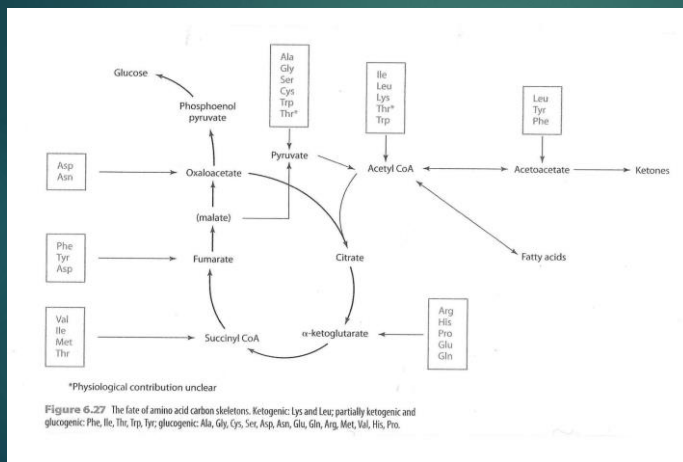 Ala
Gly
Ser
Cys
Trp
Thr*
Ile
Leu
Lys
Thr*
Trp
Leu
Tyr
Phe
Glucose
Phosphoenol
pyruvate
Pyruvate
Acetyl CoA
Acetoacetate
Ketones
Asp
Asn
Oxaloacetate
(malate)
Phe
Tyr
Asp
Fumarate
Citrate
Fatty acids
Val
Ile
Met
Thr
Succinyl CoA
α-ketoglutarate
Arg
His
Pro
Glu
Gln
*Physiological contribution unclear
Figure 6.27 The fate of amino acid carbon skeletons. Ketogenic: Lys and Leu; partially ketogenic and
glucogenic: Phe, Ile, Thr, Trp, Tyr; glucogenic: Ala, Gly, Cys, Ser, Asp, Asn, Glu, Gln, Arg, Met, Val, His, Pro.